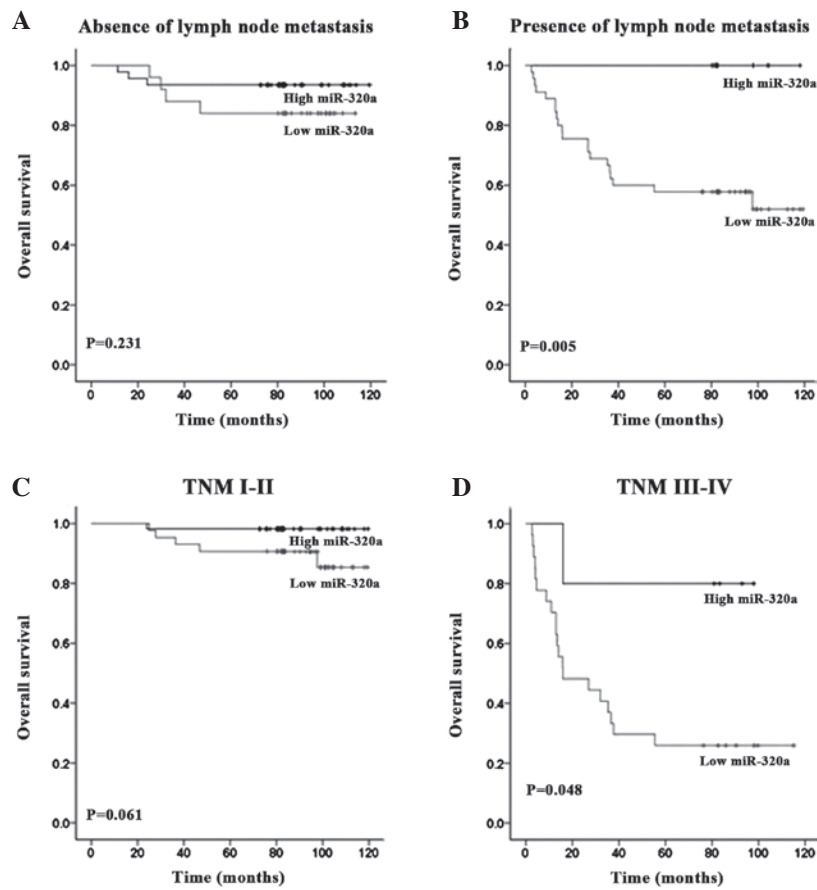 A
Absence of lymph node metastasis
1.0
0.8
0.6
0.4
0.2
0.0
Overall survival
High miR-320a
Low miR-320a
P=0.231
0 20 40 60 80 100 120
Time (months)
B
Presence of lymph node metastasis
1.0
0.8
0.6
0.4
0.2
0.0
Overall survival
High miR-320a
Low miR-320a
P=0.005
0 20 40 60 80 100 120
Time (months)
C
TNM I-II
1.0
0.8
0.6
0.4
0.2
0.0
Overall survival
High miR-320a
Low miR-320a
P=0.061
0 20 40 60 80 100 120
Time (months)
D
TNM III-IV
1.0
0.8
0.6
0.4
0.2
0.0
Overall survival
High miR-320a
Low miR-320a
P=0.048
0 20 40 60 80 100 120
Time (months)